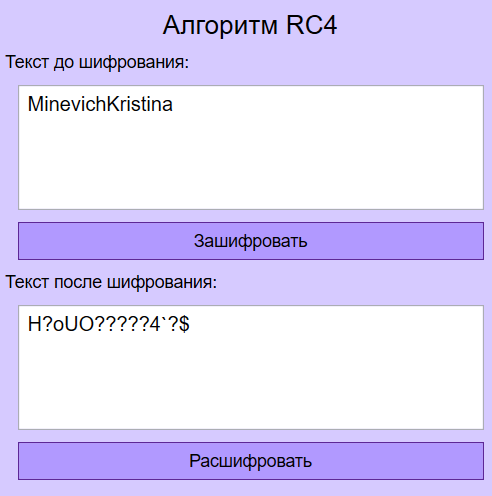 Алгоритм RC4
Текст до шифрования:
MinevichKristina
Зашифровать
Текст после шифрования:
H?oUO?????4`?$
Расшифровать